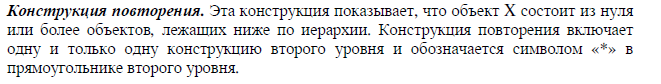 Конструкция повторения. Эта конструкция показывает, что объект X состоит из нуля
или более объектов, лежащих ниже по иерархии. Конструкция повторения включает
одну и только одну конструкцию второго уровня и обозначается символом «*» в
прямоугольнике второго уровня.